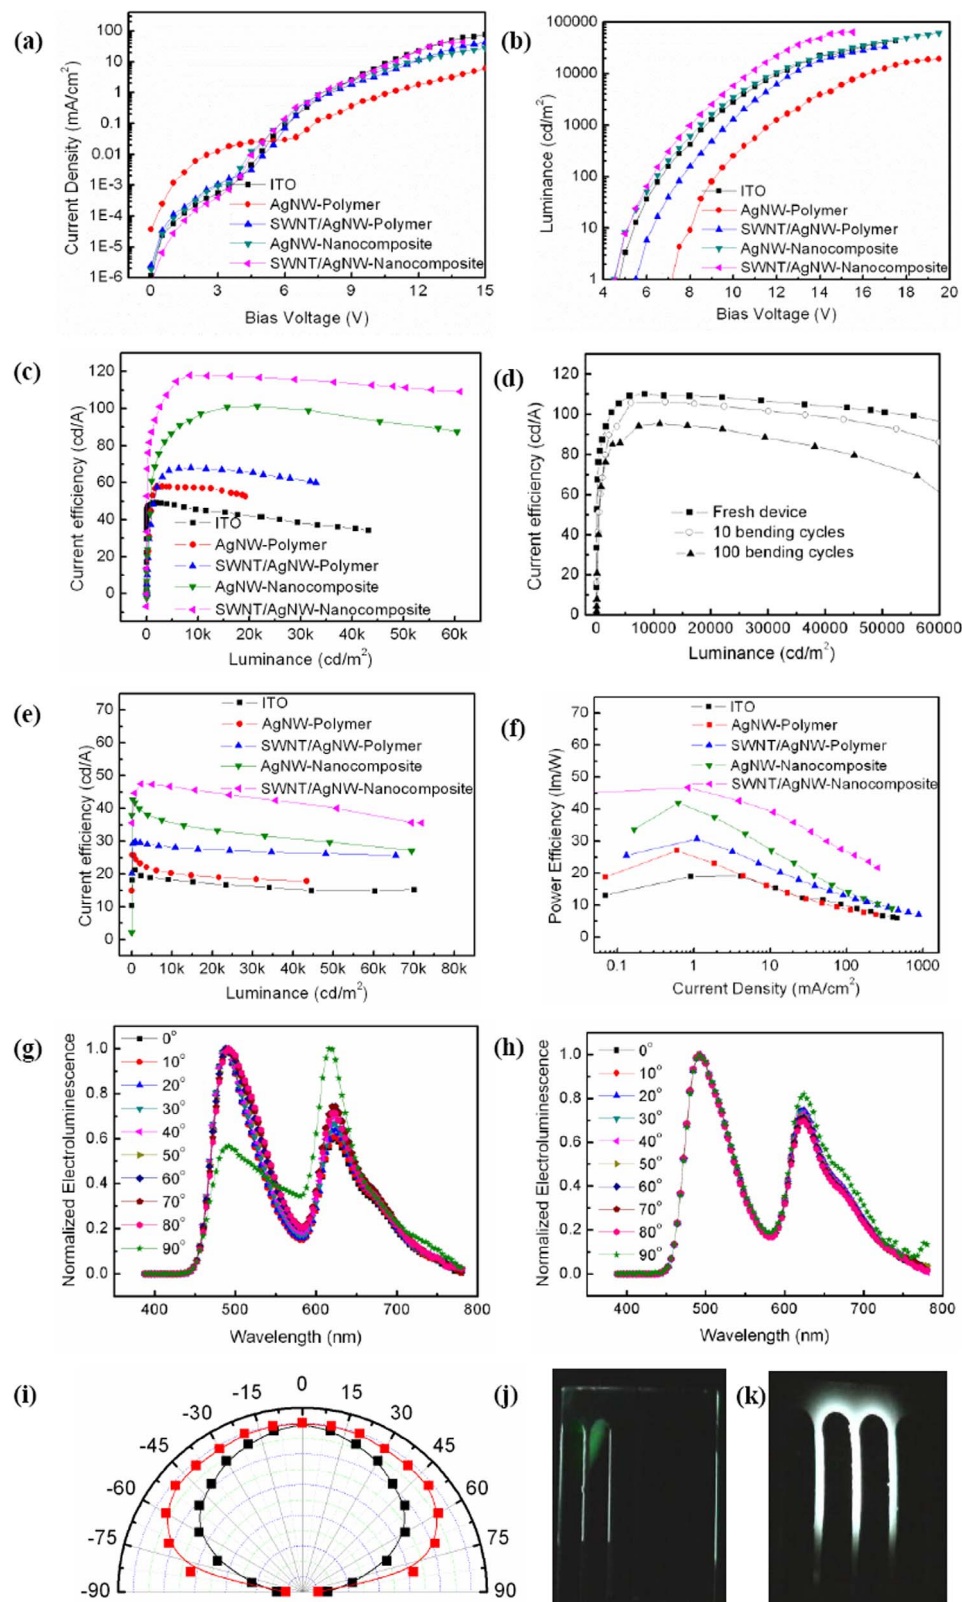 (a)
Current Density (mA/cm²)
100
10
1
0.1
0.01
1E-3
1E-4
1E-5
1E-6
ITO
AgNW-Polymer
SWNT/AgNW-Polymer
AgNW-Nanocomposite
SWNT/AgNW-Nanocomposite
0 3 6 9 12 15
Bias Voltage (V)
(b)
Luminance (cd/m²)
100000
10000
1000
100
10
1
ITO
AgNW-Polymer
SWNT/AgNW-Polymer
AgNW-Nanocomposite
SWNT/AgNW-Nanocomposite
4 6 8 10 12 14 16 18 20
Bias Voltage (V)
(c)
Current efficiency (cd/A)
120
100
80
60
40
20
0
ITO
AgNW-Polymer
SWNT/AgNW-Polymer
AgNW-Nanocomposite
SWNT/AgNW-Nanocomposite
0 10k 20k 30k 40k 50k 60k
Luminance (cd/m²)
(d)
Current efficiency (cd/A)
120
100
80
60
40
20
0
Fresh device
10 bending cycles
100 bending cycles
0 10000 20000 30000 40000 50000 60000
Luminance (cd/m²)
(e)
Current efficiency (cd/A)
70
60
50
40
30
20
10
0
ITO
AgNW-Polymer
SWNT/AgNW-Polymer
AgNW-Nanocomposite
SWNT/AgNW-Nanocomposite
0 10k 20k 30k 40k 50k 60k 70k 80k
Luminance (cd/m²)
(f)
Power Efficiency (lm/W)
80
70
60
50
40
30
20
10
0
ITO
AgNW-Polymer
SWNT/AgNW-Polymer
AgNW-Nanocomposite
SWNT/AgNW-Nanocomposite
0.1 1 10 100 1000
Current Density (mA/cm²)
(g)
Normalized Electroluminescence
1.0
0.8
0.6
0.4
0.2
0.0
0°
10°
20°
30°
40°
50°
60°
70°
80°
90°
400 500 600 700 800
Wavelength (nm)
(h)
Normalized Electroluminescence
1.0
0.8
0.6
0.4
0.2
0.0
0°
10°
20°
30°
40°
50°
60°
70°
80°
90°
400 500 600 700 800
Wavelength (nm)
(i)
-90
-75
-60
-45
-30
-15
0
15
30
45
60
75
90
(j)
(k)